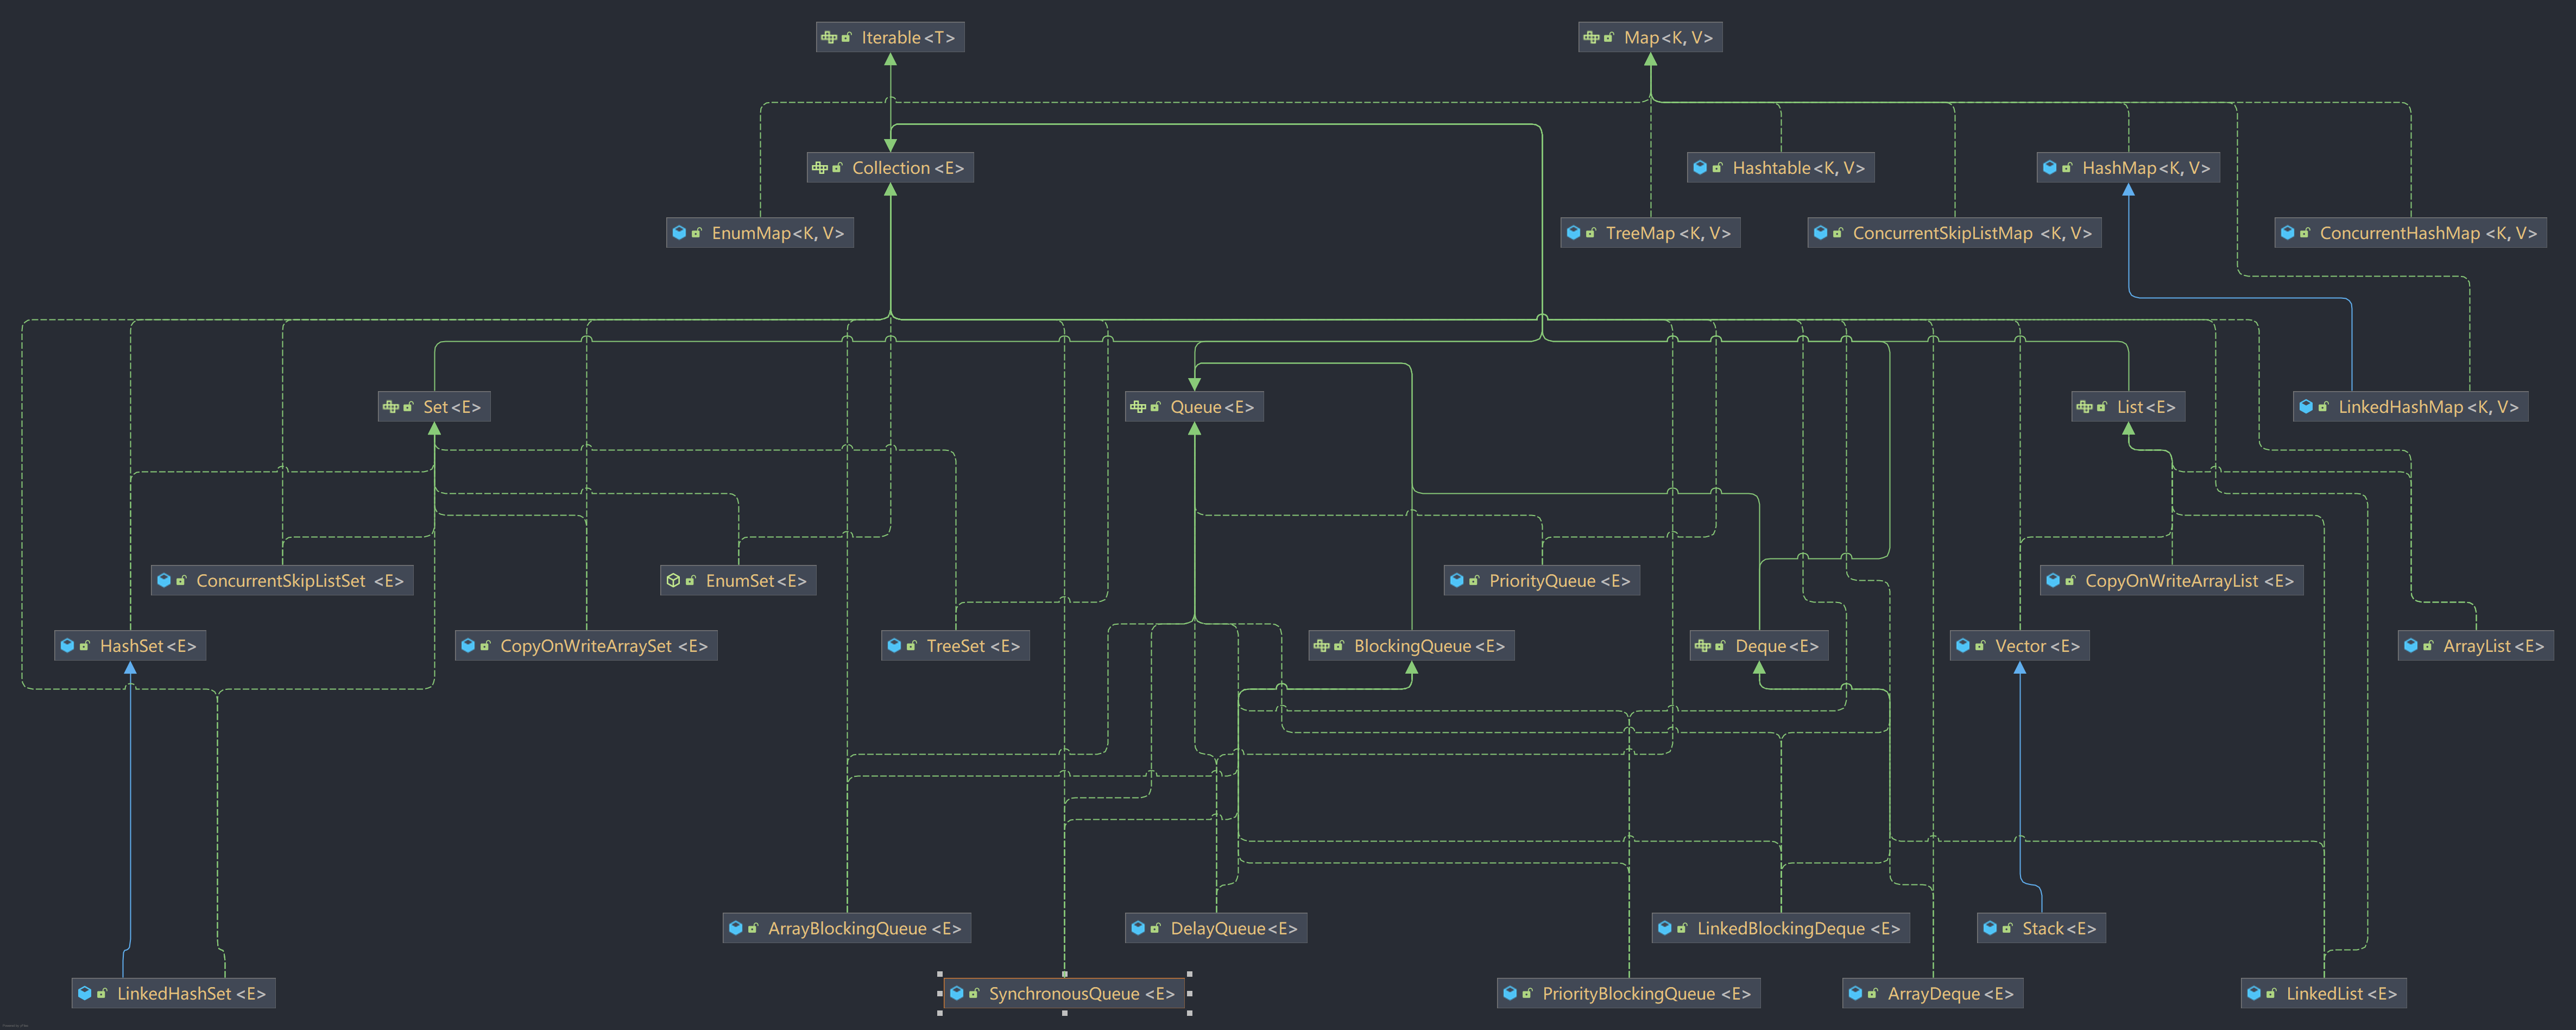 Iterable<T>
Map<K, V>
Collection<E>
Hashtable<K, V>
HashMap<K, V>
EnumMap<K, V>
TreeMap<K, V>
ConcurrentSkipListMap <K, V>
ConcurrentHashMap <K, V>
Set<E>
Queue<E>
List<E>
LinkedHashMap <K, V>
ConcurrentSkipListSet <E>
EnumSet<E>
PriorityQueue <E>
CopyOnWriteArrayList <E>
HashSet<E>
CopyOnWriteArraySet <E>
TreeSet <E>
BlockingQueue<E>
Deque<E>
Vector<E>
ArrayList<E>
ArrayBlockingQueue <E>
DelayQueue<E>
LinkedBlockingDeque <E>
Stack<E>
LinkedHashSet <E>
SynchronousQueue <E>
PriorityBlockingQueue <E>
ArrayDeque <E>
LinkedList <E>